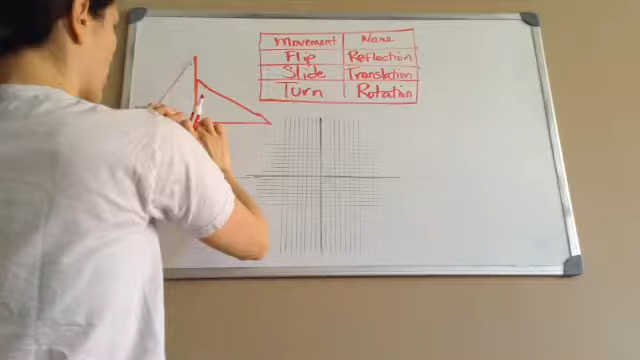 Movement Name
Flip Reflection
Slide Translation
Turn Rotation